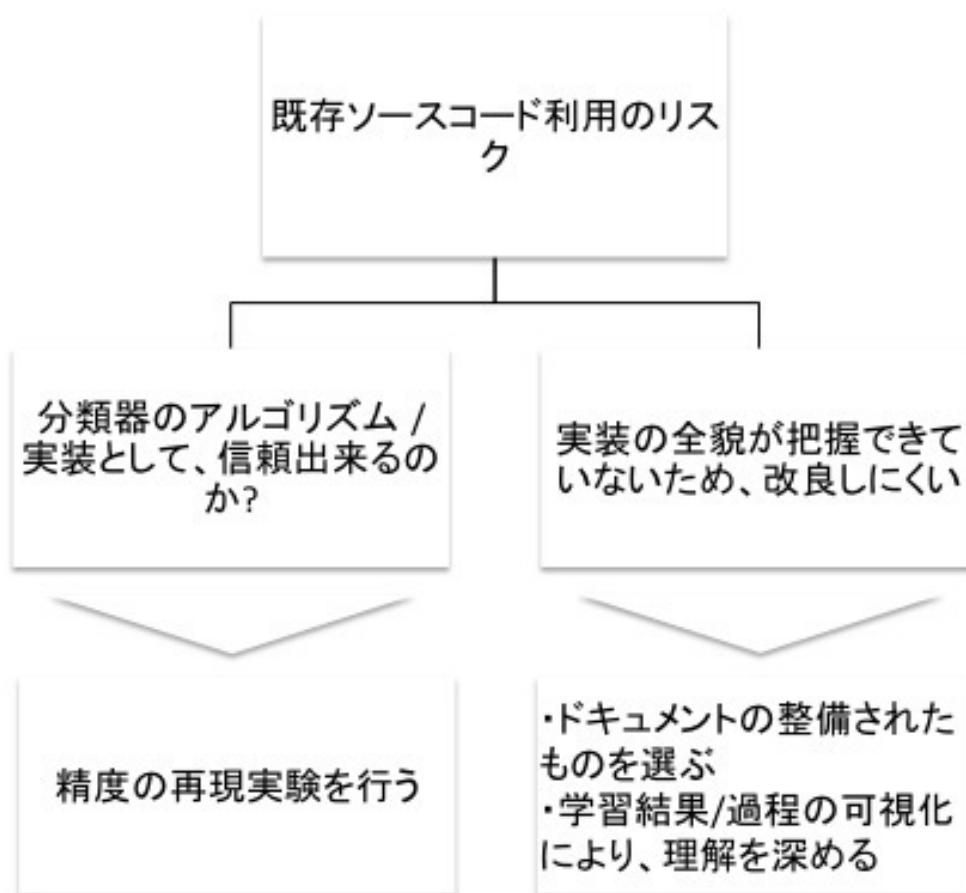 既存ソースコード利用のリス
ク
分類器のアルゴリズム /
実装として、信頼出来るの
か?
実装の全貌が把握できて
いないため、改良しにくい
精度の再現実験を行う
・ドキュメントの整備された
ものを選ぶ
・学習結果/過程の可視化
により、理解を深める